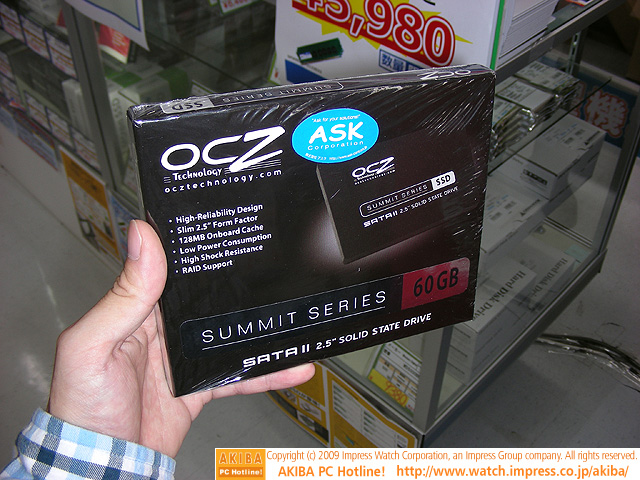 ¥5,980
SSD SUMMIT SERIES
OCZ
Technology
ocztechnology.com
"Ask for your solutions!"
ASK
Corporation
OCZ
SUMMIT SERIES SSD
SATA II 2.5" SOLID STATE DRIVE
• High-Reliability Design
• Slim 2.5" Form Factor
• 128MB Onboard Cache
• Low Power Consumption
• High Shock Resistance
• RAID Support
SUMMIT SERIES 60GB
SATA II 2.5" SOLID STATE DRIVE
AKIBA
PC Hotline!
Copyright (c) 2009 Impress Watch Corporation, an Impress Group company. All rights reserved.
AKIBA PC Hotline! http://www.watch.impress.co.jp/akiba/